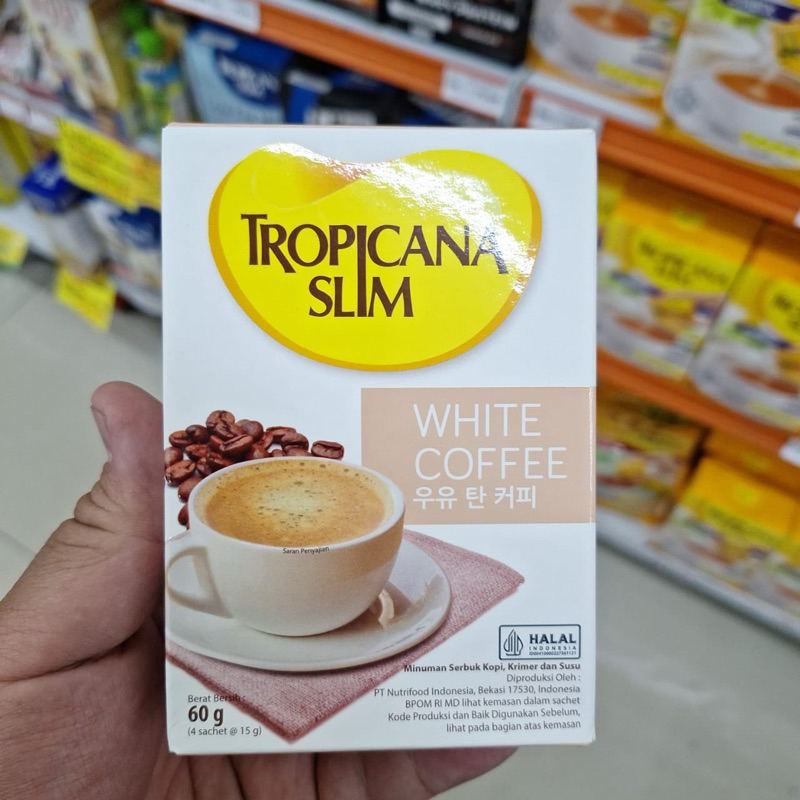 TROPICANA
SLIM
WHITE
COFFEE
우유 탄 커피
Saran Penyajian
HALAL
INDONESIA
Minuman Serbuk Kopi, Krimer dan Susu
Diproduksi Oleh :
PT Nutrifood Indonesia, Bekasi 17530, Indonesia
BPOM RI MD lihat kemasan dalam sachet
Kode Produksi dan Baik Digunakan Sebelum,
lihat pada bagian atas kemasan
Berat Bersih :
60 g
(4 sachet @ 15 g)